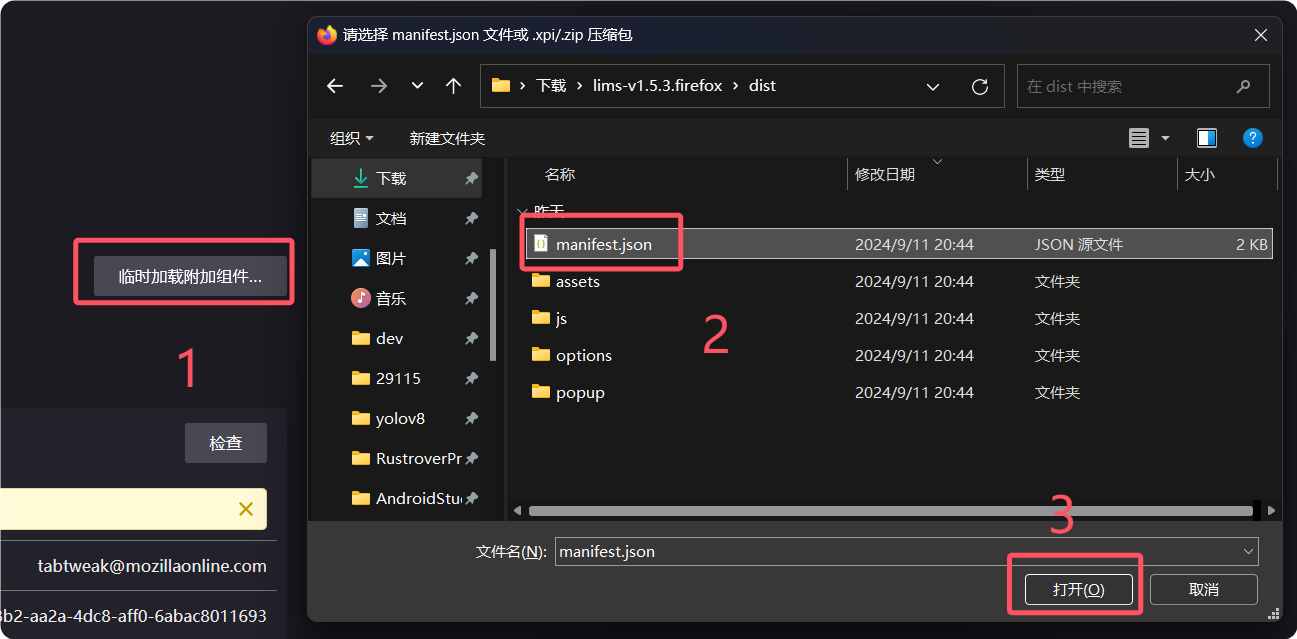 请选择 manifest.json 文件或 .xpi/.zip 压缩包
下载 lims-v1.5.3.firefox dist
在 dist 中搜索
组织 新建文件夹
下载
文档
图片
音乐
dev
29115
yolov8
RustroverPr
AndroidStu
名称 修改日期 类型 大小
昨天
manifest.json 2024/9/11 20:44 JSON 源文件 2 KB
assets 2024/9/11 20:44 文件夹
js 2024/9/11 20:44 文件夹
options 2024/9/11 20:44 文件夹
popup 2024/9/11 20:44 文件夹
文件名(N): manifest.json
打开(O) 取消
临时加载附加组件...
1
2
3
检查
tabtweak@mozillaonline.com
b2-aa2a-4dc8-aff0-6abac8011693